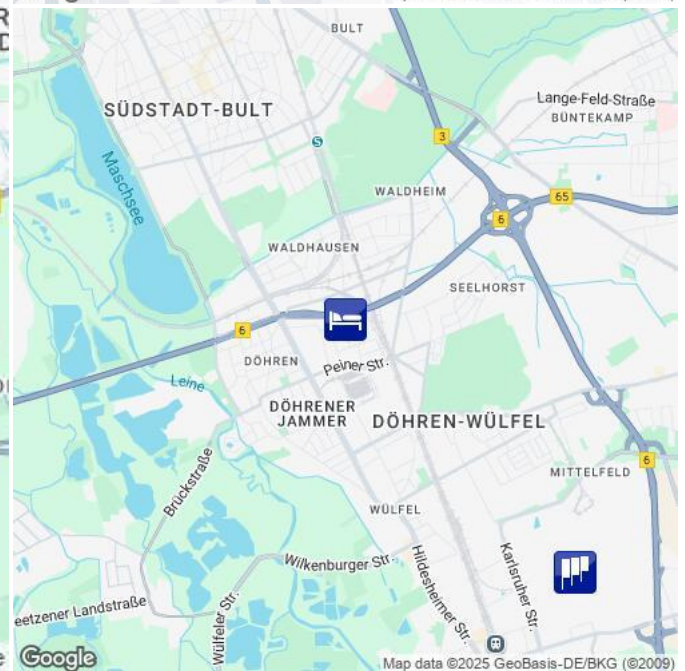 BULT
SÜDSTADT-BULT
Lange-Feld-Straße
BÜNTEKAMP
S
3
Maschsee
WALDHEIM
65
6
WALDHAUSEN
SEELHORST
6
DÖHREN
Peiner Str.
Leine
DÖHRENER
JAMMER
DÖHREN-WÜLFEL
6
MITTELFELD
Brückstraße
WÜLFEL
Wilkenburger Str.
Hildesheimer Str.
Karlsruher Str.
eetzener Landstraße
Wülfeler Str.
Google
Map data ©2025 GeoBasis-DE/BKG (©2009)